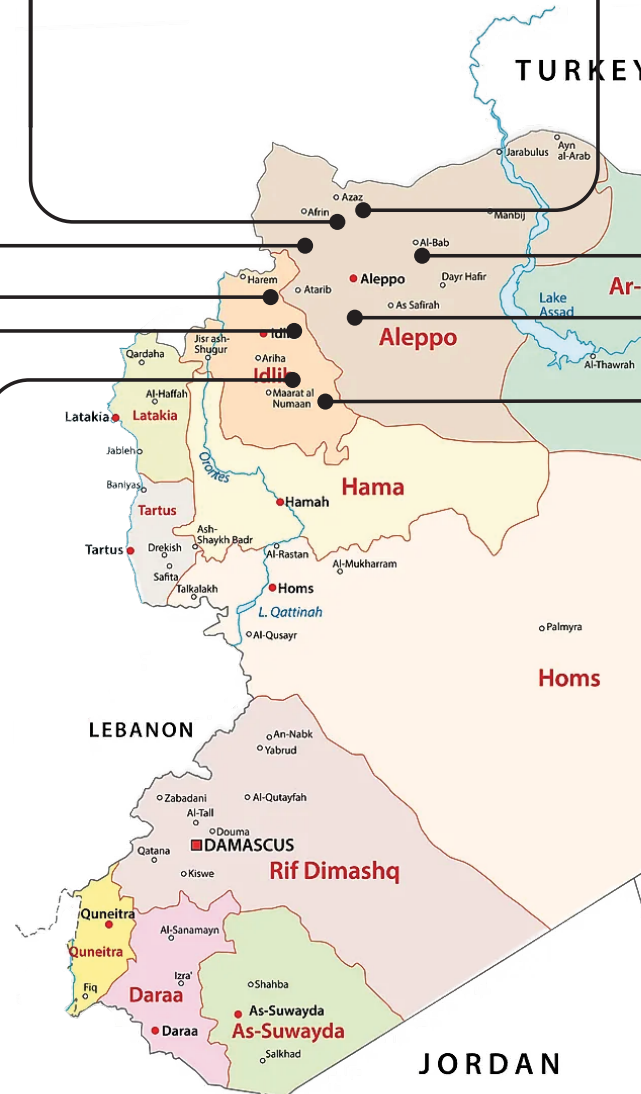 TURKEY
Jarabulus
Ayn
al-Arab
Azaz
Afrin
Manbij
Al-Bab
Harem
Aleppo
Dayr Hafir
Atarib
As Safirah
Lake
Assad
Ar-
Aleppo
Jisr ash-
Shugur
Qardaha
Ariha
Al-Thawrah
Al-Haffah
Maarat al
Numaan
Latakia
Latakia
Jableh
Orontes
Baniyas
Hama
Hamah
Tartus
Ash-
Shaykh Badr
Tartus
Drekish
Al-Rastan
Al-Mukharram
Safita
Talkalakh
Homs
L. Qattinah
Al-Qusayr
Palmyra
Homs
LEBANON
An-Nabk
Yabrud
Zabadani
Al-Qutayfah
Al-Tall
Douma
DAMASCUS
Qatana
Kiswe
Rif Dimashq
Quneitra
Al-Sanamayn
Quneitra
Izra'
Shahba
Fiq
Daraa
As-Suwayda
Daraa
As-Suwayda
Salkhad
JORDAN